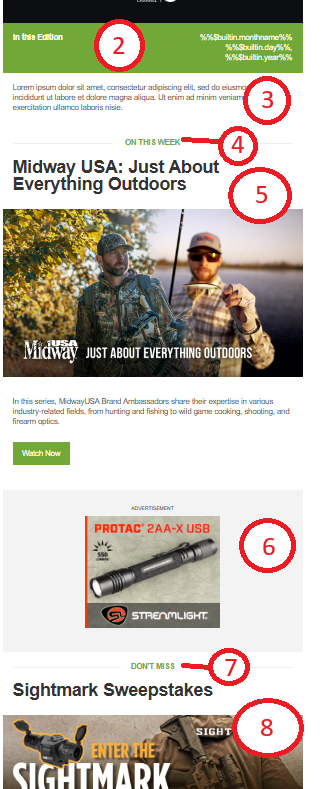 In this Edition
2
%%$builtin.monthname%%
%%$builtin.day%%,
%%$builtin.year%%
Lorem ipsum dolor sit amet, consectetur adipiscing elit, sed do eiusmo
incididunt ut labore et dolore magna aliqua. Ut enim ad minim veniam
exercitation ullamco laboris nisie.
3
ON THIS WEEK
4
Midway USA: Just About
Everything Outdoors
5
MidwayUSA JUST ABOUT EVERYTHING OUTDOORS
In this series, MidwayUSA Brand Ambassadors share their expertise in various
industry-related fields, from hunting and fishing to wild game cooking, shooting, and
firearm optics.
Watch Now
ADVERTISEMENT
PROTAC 2AA-X USB
550
LUMENS
6
STREAMLIGHT
DON'T MISS
7
Sightmark Sweepstakes
8
SIGHT
ENTER THE
SIGHTMARK